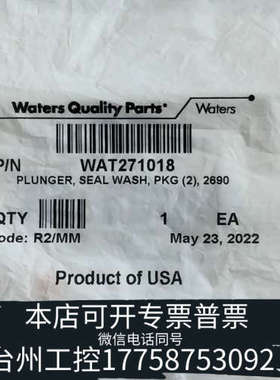 Waters Quality Parts®
Waters
P/N WAT271018
PLUNGER, SEAL WASH, PKG (2), 2690
QTY 1 EA
ode: R2/MM May 23, 2022
Product of USA
本店可开专票普票
微信电话同号
台州工控17758753092